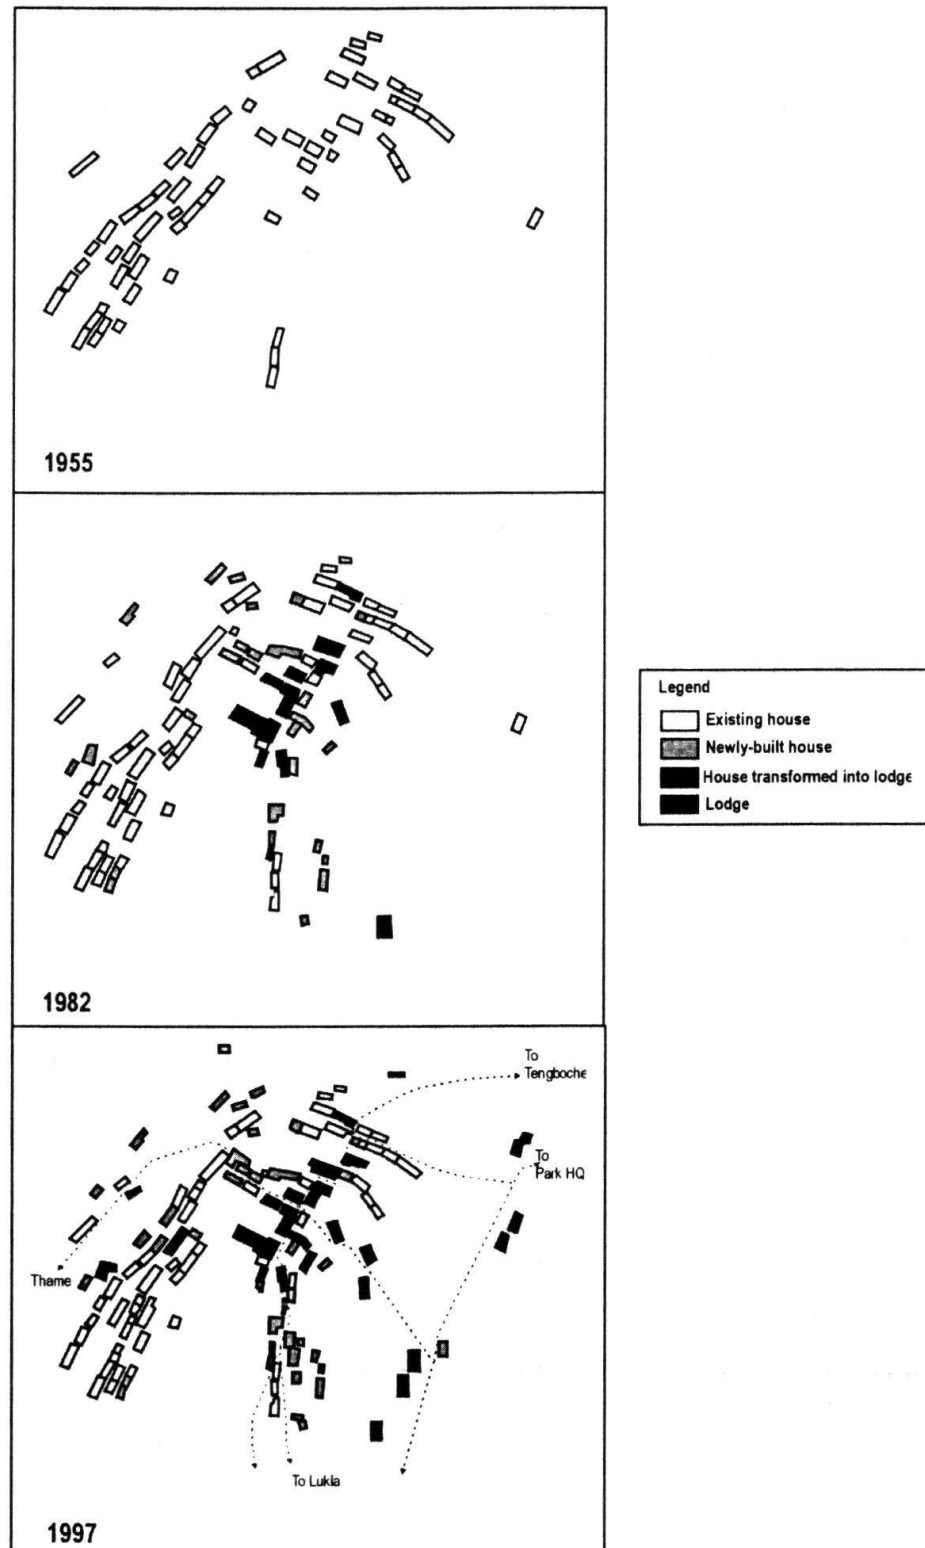 1955
1982
Legend
Existing house
Newly-built house
House transformed into lodge
Lodge
To
Tengboche
To
Park HQ
Thame
To Lukla
1997